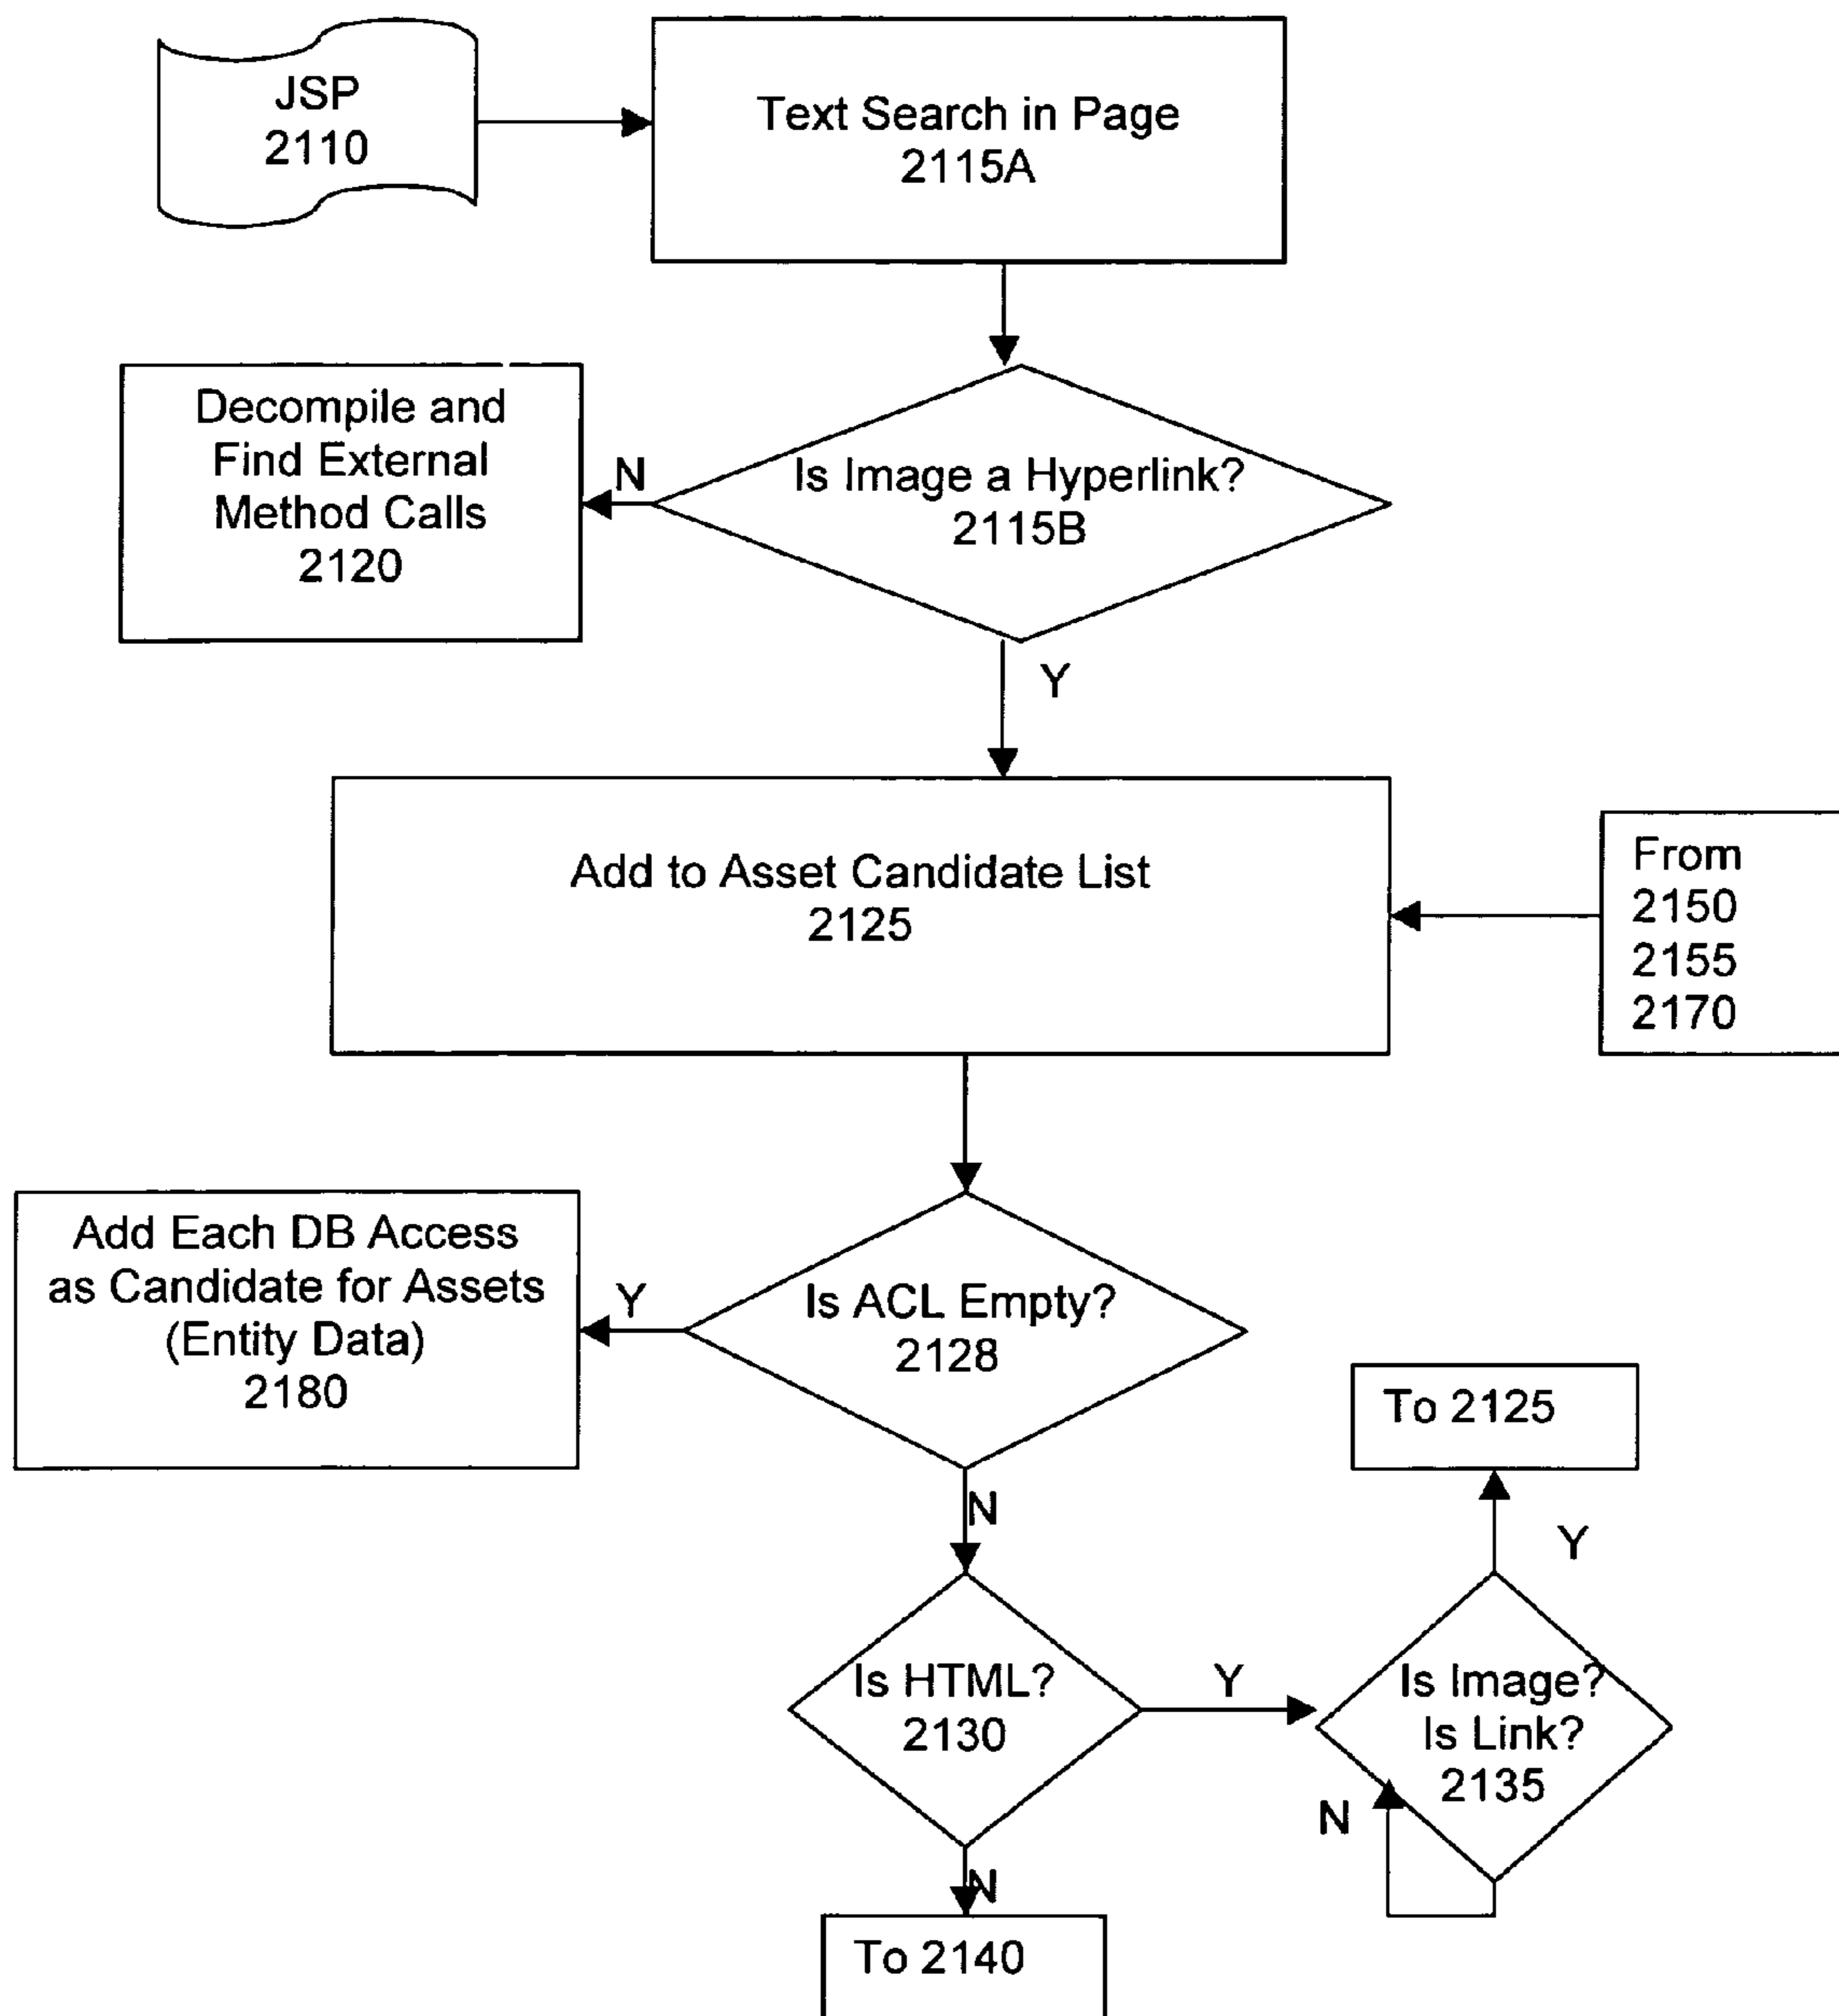 JSP
2110
Text Search in Page
2115A
Decompile and
Find External
Method Calls
2120
N
Is Image a Hyperlink?
2115B
Y
Add to Asset Candidate List
2125
From
2150
2155
2170
Add Each DB Access
as Candidate for Assets
(Entity Data)
2180
Y
Is ACL Empty?
2128
To 2125
N
Y
Is HTML?
2130
Y
Is Image?
Is Link?
2135
N
N
To 2140